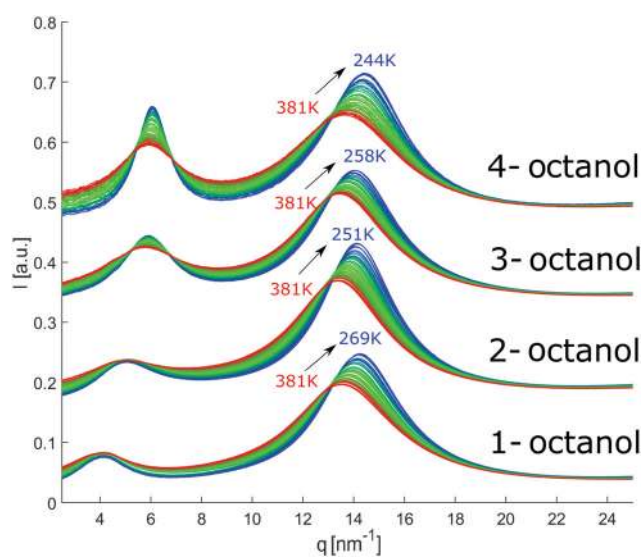 0.8
0.7
0.6
0.5
0.4
0.3
0.2
0.1
0
I [a.u.]
244K
381K
4- octanol
258K
381K
3- octanol
251K
381K
2- octanol
269K
381K
1- octanol
4 6 8 10 12 14 16 18 20 22 24
q [nm⁻¹]